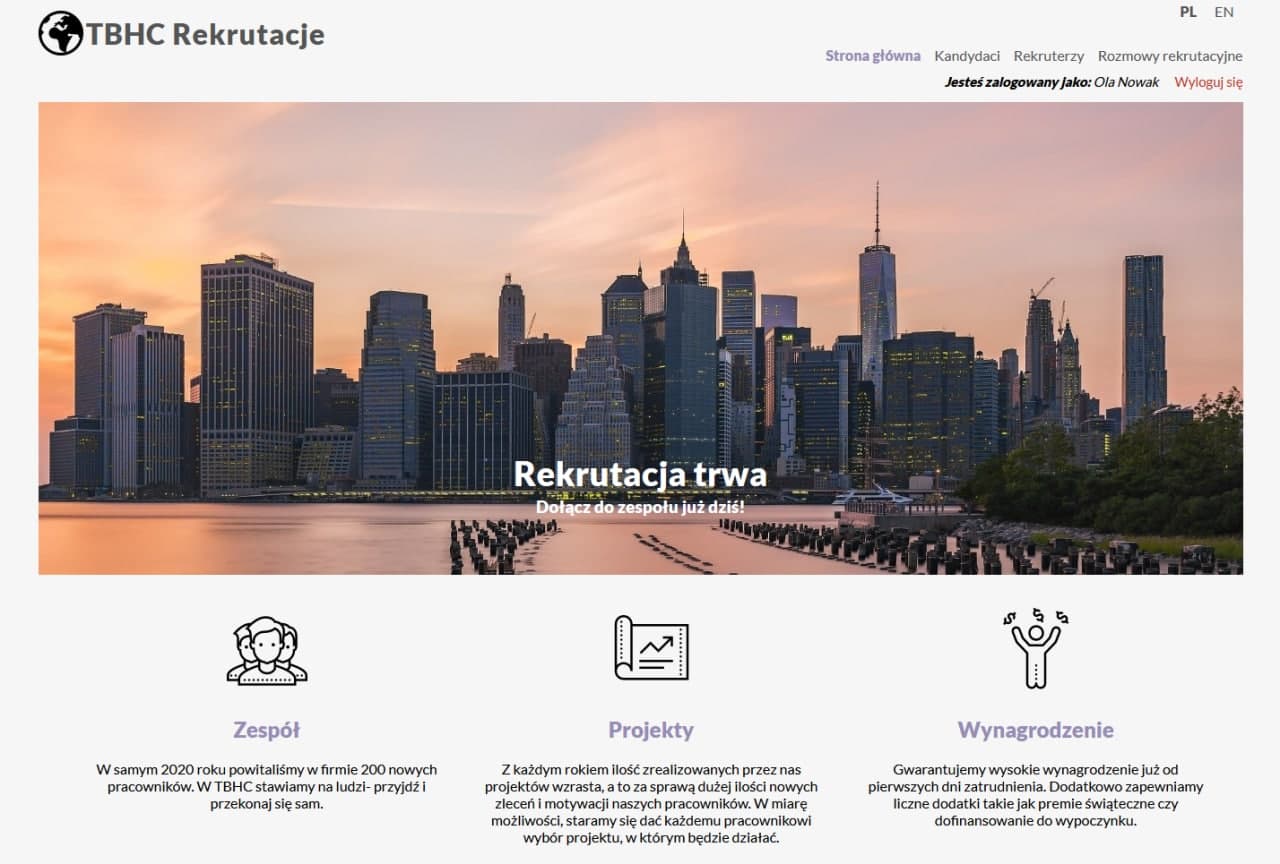 TBHC Rekrutacje
PL EN
Strona główna Kandydaci Rekruterzy Rozmowy rekrutacyjne
Jesteś zalogowany jako: Ola Nowak Wyloguj się
Rekrutacja trwa
Dołącz do zespołu już dziś!
Zespół
W samym 2020 roku powitaliśmy w firmie 200 nowych
pracowników. W TBHC stawiamy na ludzi- przyjdź i
przekonaj się sam.
Projekty
Z każdym rokiem ilość zrealizowanych przez nas
projektów wzrasta, a to za sprawą dużej ilości nowych
zleceń i motywacji naszych pracowników. W miarę
możliwości, staramy się dać każdemu pracownikowi
wybór projektu, w którym będzie działać.
Wynagrodzenie
Gwarantujemy wysokie wynagrodzenie już od
pierwszych dni zatrudnienia. Dodatkowo zapewniamy
liczne dodatki takie jak premie świąteczne czy
dofinansowanie do wypoczynku.